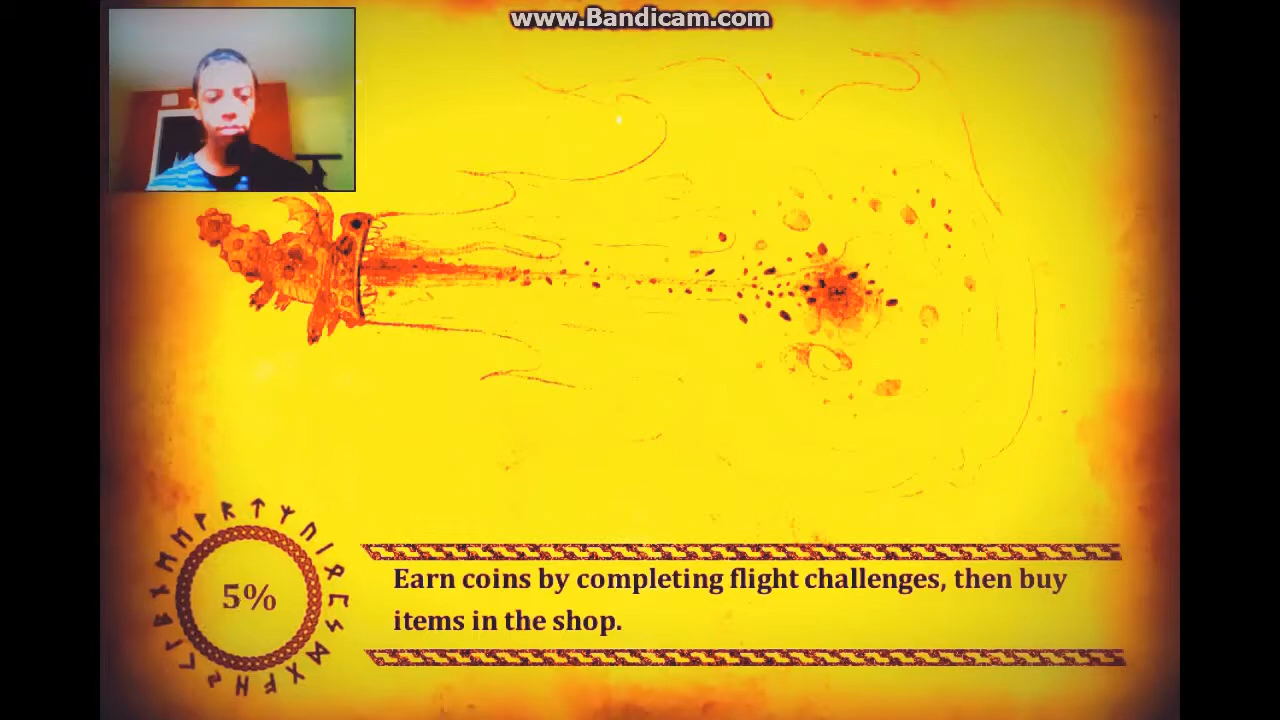 www.Bandicam.com
5%
Earn coins by completing flight challenges, then buy
items in the shop.